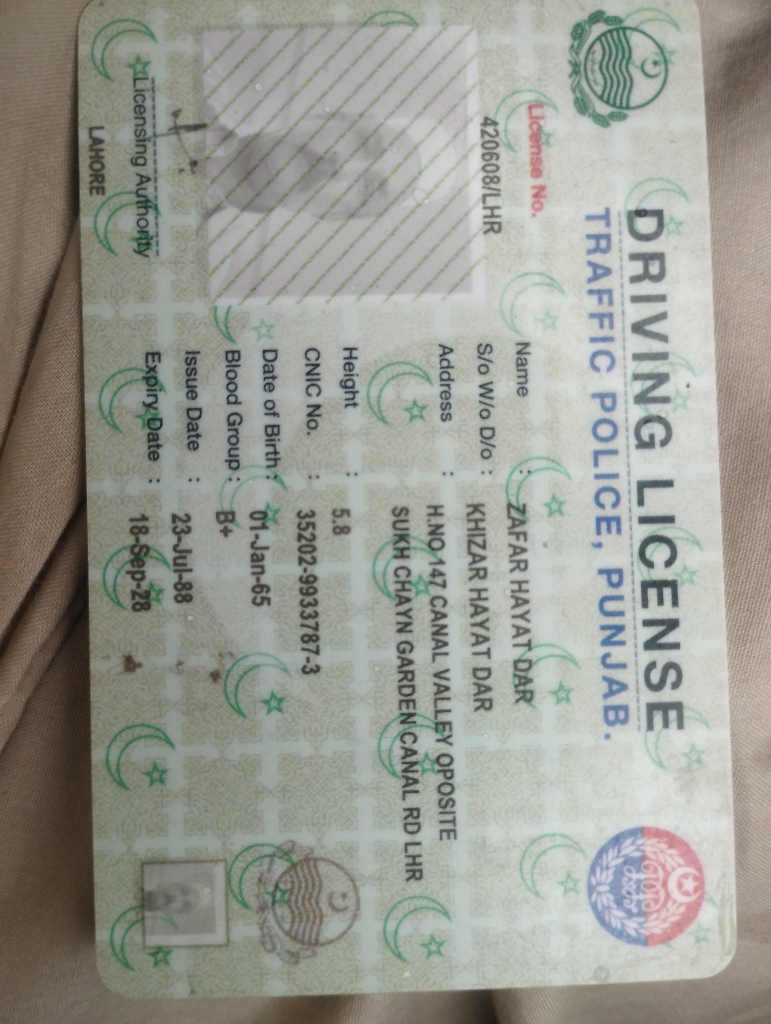 DRIVING LICENSE
TRAFFIC POLICE, PUNJAB.
License No.
420608/LHR
Name : ZAFAR HAYAT DAR
S/o W/o D/o : KHIZAR HAYAT DAR
Address : H.NO 147 CANAL VALLEY OPOSITE
SUKH CHAYN GARDEN CANAL RD LHR
Height : 5.8
CNIC No. : 35202-9933787-3
Date of Birth : 01-Jan-65
Blood Group : B+
Issue Date : 23-Jul-88
Expiry Date : 18-Sep-28
Licensing Authority
LAHORE